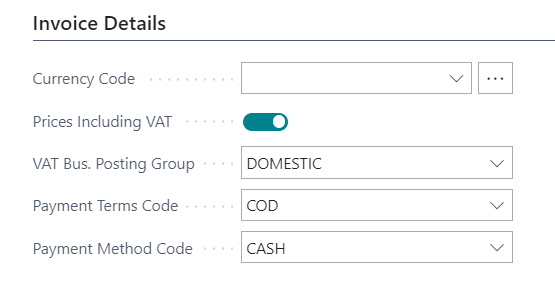 Invoice Details
Currency Code
Prices Including VAT
VAT Bus. Posting Group DOMESTIC
Payment Terms Code COD
Payment Method Code CASH